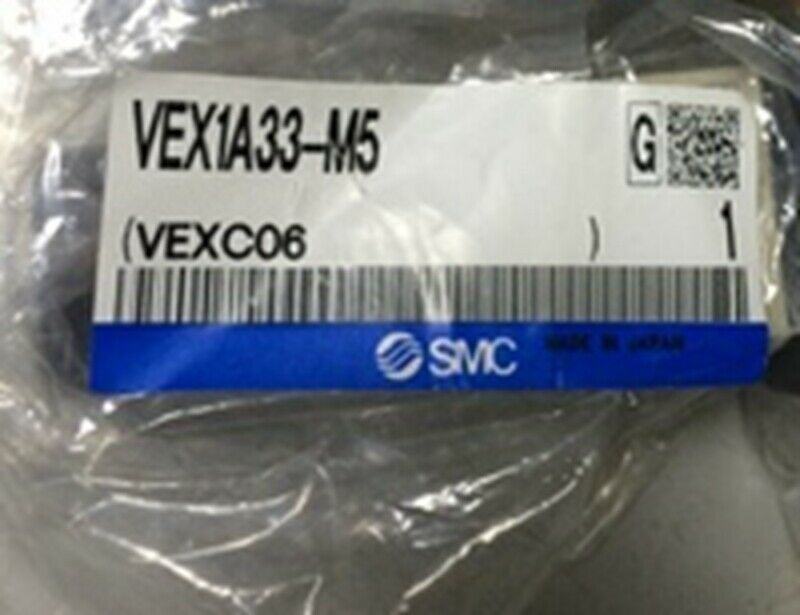 VEX1A33-M5 G
(VEXC06 ) 1
SMC MADE IN JAPAN